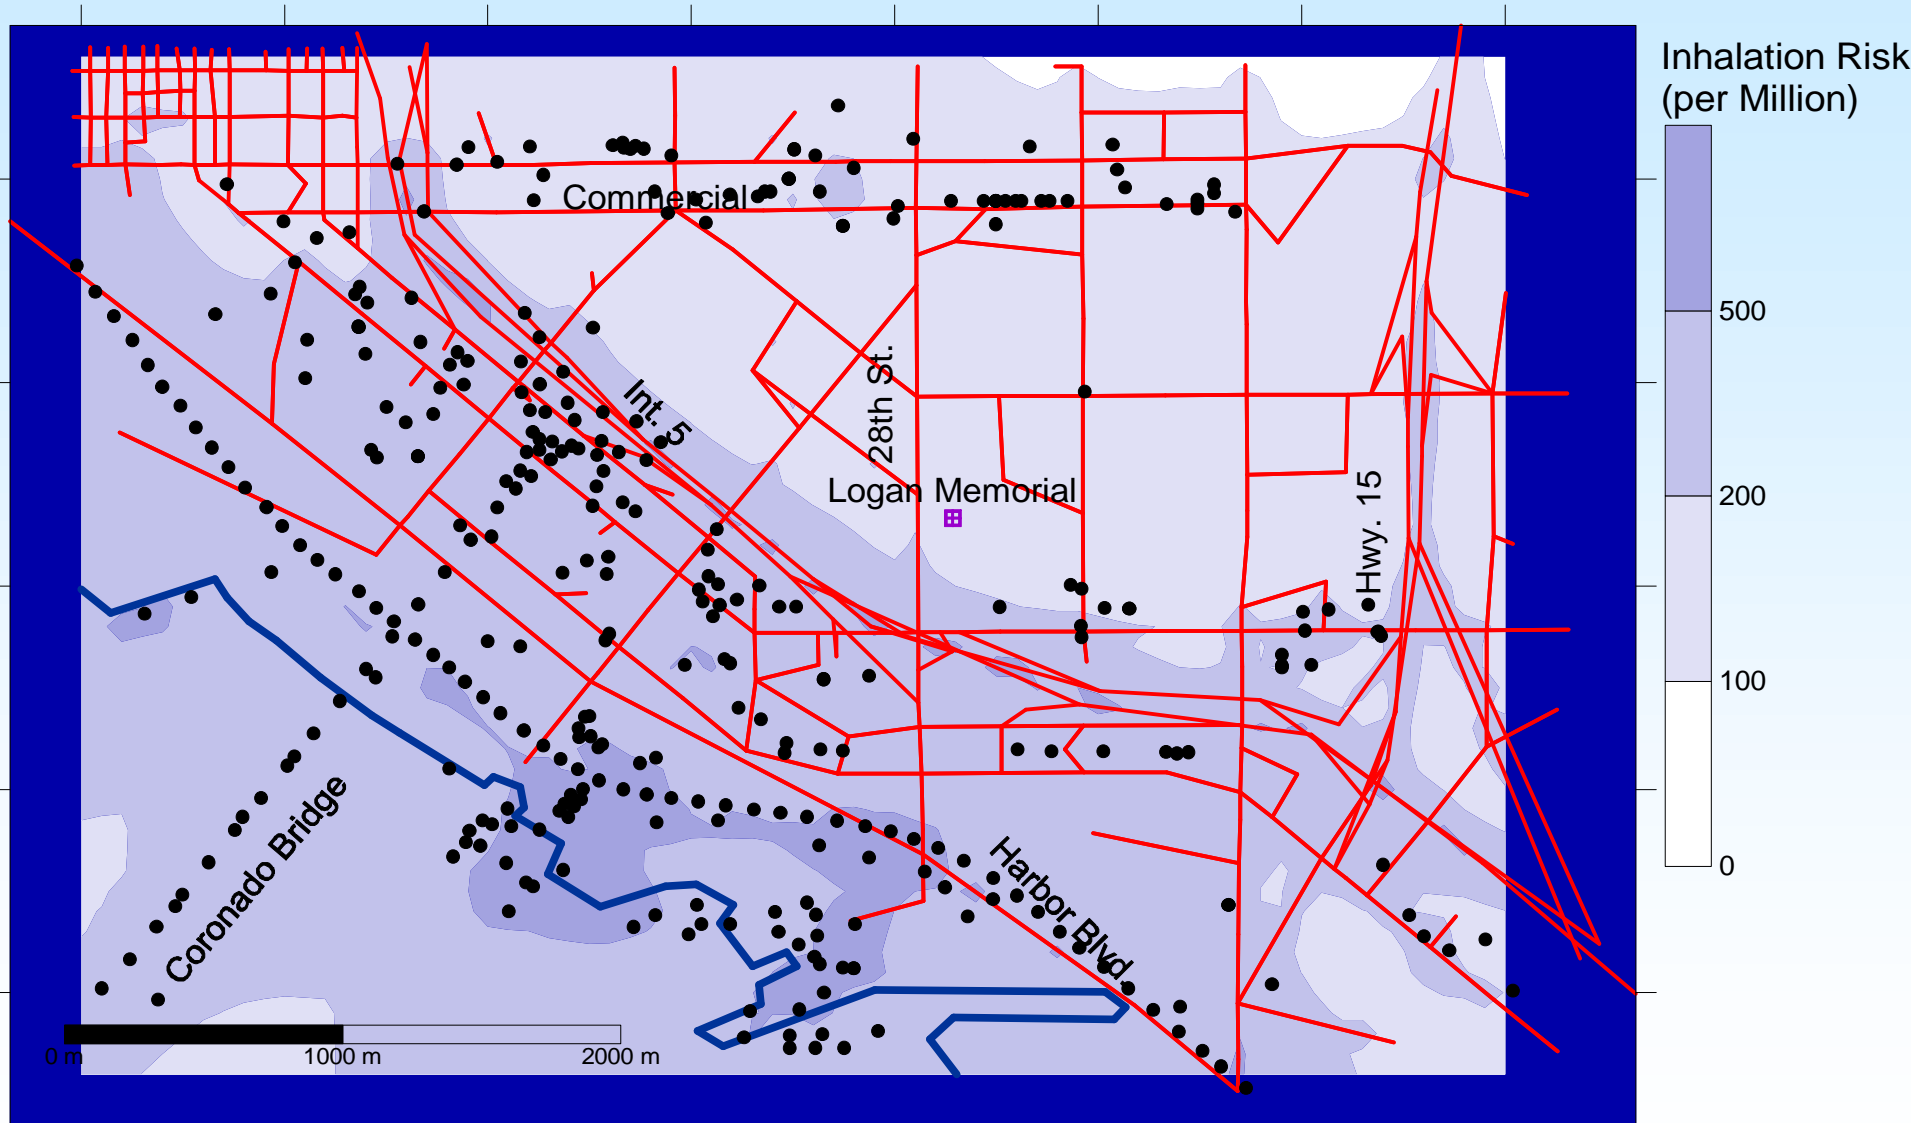 Inhalation Risk
(per Million)
500
200
100
0
Commercial
Int. 5
28th St.
Logan Memorial
Hwy. 15
Coronado Bridge
Harbor Blvd.
0 m
1000 m
2000 m